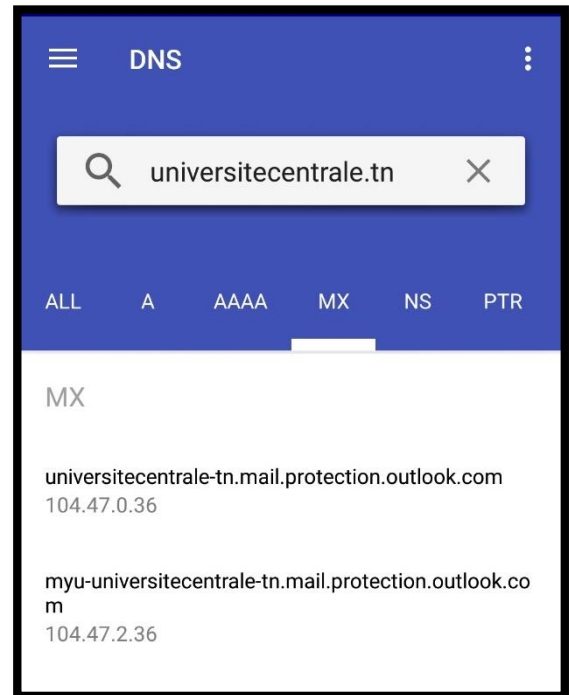 DNS
universitecentrale.tn
ALL A AAAA MX NS PTR
MX
universitecentrale-tn.mail.protection.outlook.com
104.47.0.36
myu-universitecentrale-tn.mail.protection.outlook.co
m
104.47.2.36